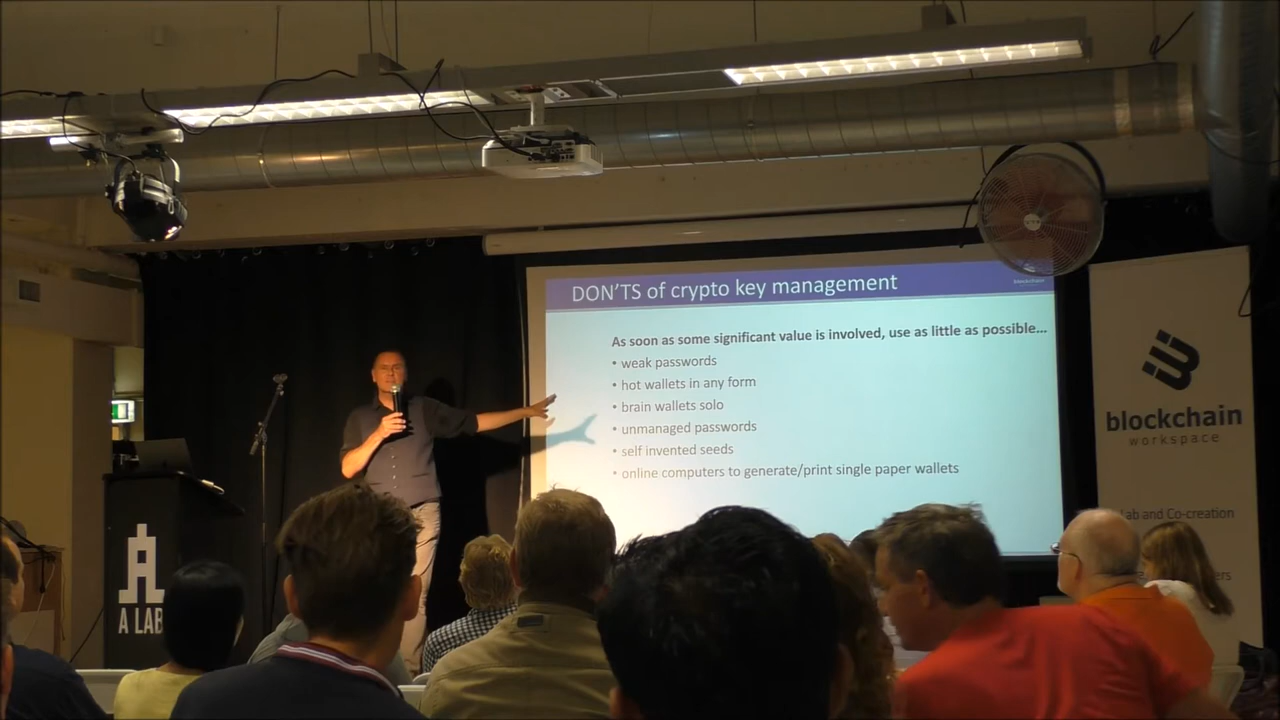 DON'TS of crypto key management
As soon as some significant value is involved, use as little as possible...
• weak passwords
• hot wallets in any form
• brain wallets solo
• unmanaged passwords
• self invented seeds
• online computers to generate/print single paper wallets
blockchain
workspace
Lab and Co-creation
A LAB